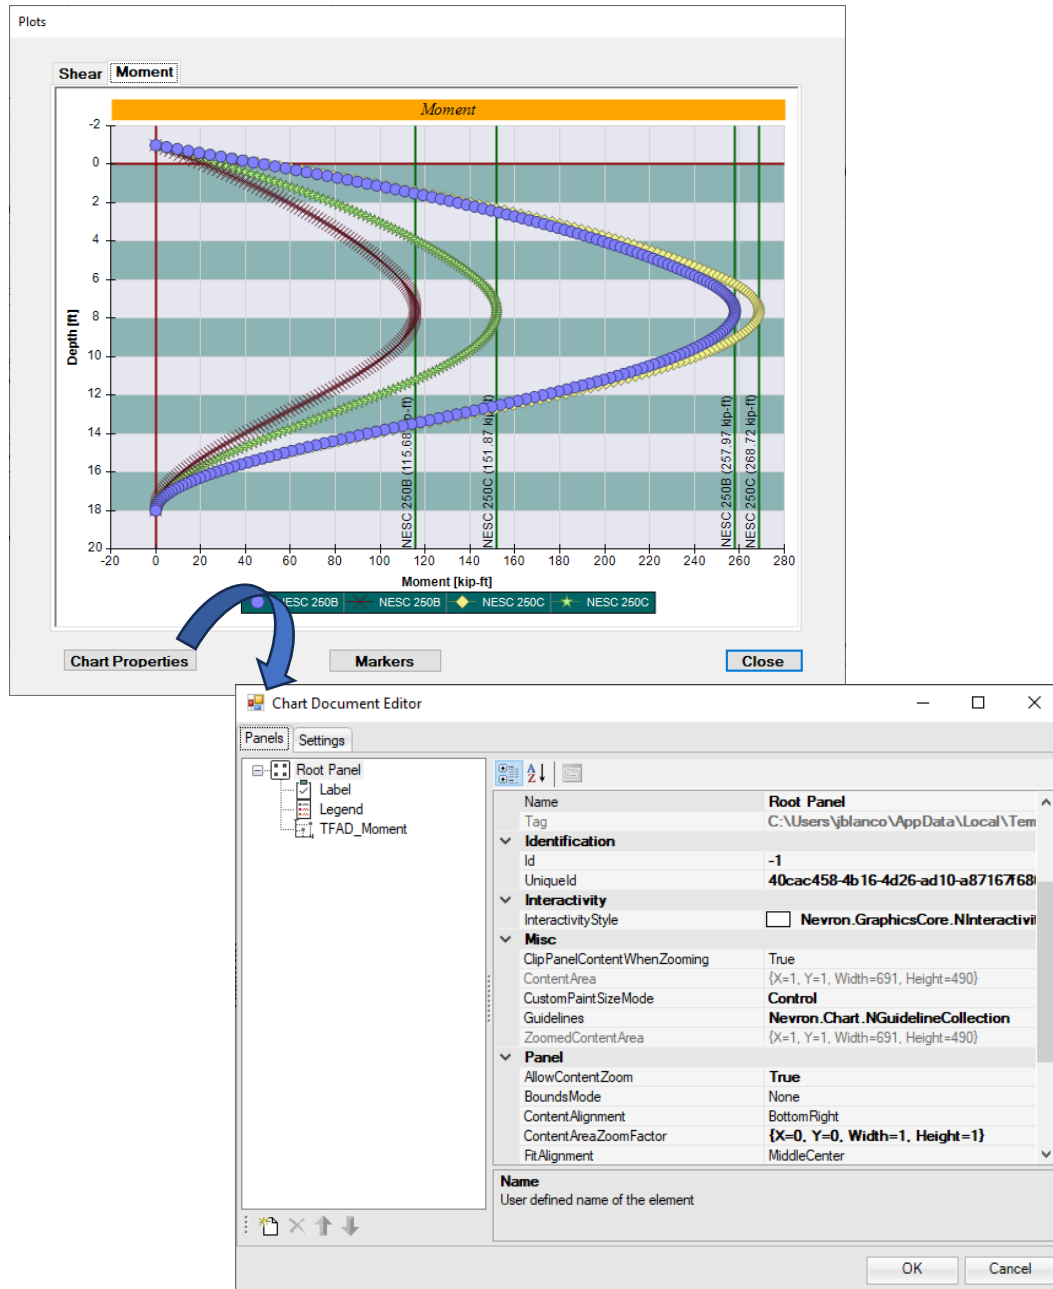 Plots
Shear Moment
Moment
-2
0
2
4
6
8
10
12
14
16
18
20
Depth [ft]
NESC 250B (115.68 kip-ft)
NESC 250C (151.87 kip-ft)
NESC 250B (257.97 kip-ft)
NESC 250C (268.72 kip-ft)
-20 0 20 40 60 80 100 120 140 160 180 200 220 240 260 280
Moment [kip-ft]
NESC 250B NESC 250B NESC 250C NESC 250C
Chart Properties Markers Close
Chart Document Editor
Panels Settings
Root Panel
Label
Legend
TFAD_Moment
Name Root Panel
Tag C:\Users\jblanco\AppData\Local\Tem
Identification
Id -1
UniqueId 40cac458-4b16-4d26-ad10-a87167f68
Interactivity
InteractivityStyle Nevron.GraphicsCore.NInteractivit
Misc
ClipPanelContentWhenZooming True
ContentArea {X=1, Y=1, Width=691, Height=490}
CustomPaintSizeMode Control
Guidelines Nevron.Chart.NGuidelineCollection
ZoomedContentArea {X=1, Y=1, Width=691, Height=490}
Panel
AllowContentZoom True
BoundsMode None
ContentAlignment BottomRight
ContentAreaZoomFactor {X=0, Y=0, Width=1, Height=1}
FitAlignment MiddleCenter
Name
User defined name of the element
OK Cancel